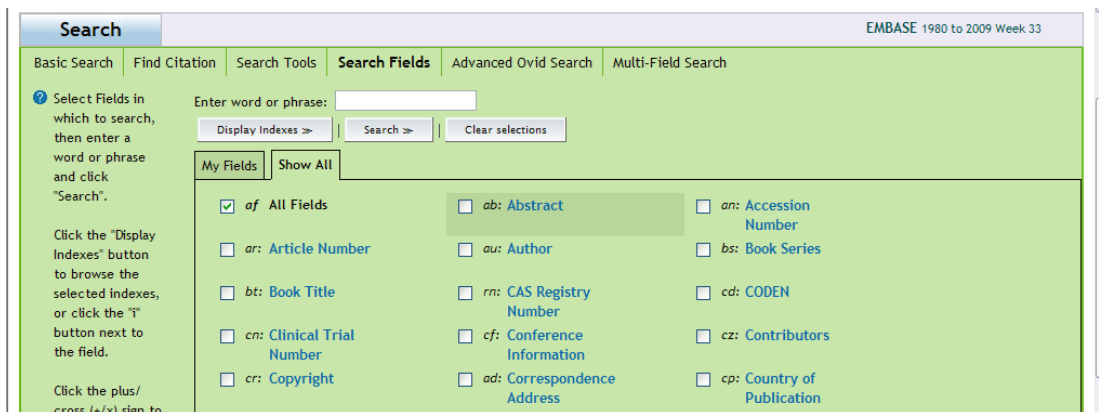 Search
EMBASE 1980 to 2009 Week 33
Basic Search Find Citation Search Tools Search Fields Advanced Ovid Search Multi-Field Search
Select Fields in
which to search,
then enter a
word or phrase
and click
"Search".
Click the "Display
Indexes" button
to browse the
selected indexes,
or click the "i"
button next to
the field.
Click the plus/
cross (+/x) sign to
Enter word or phrase:
Display Indexes ≫ | Search ≫ | Clear selections
My Fields Show All
af All Fields
ab: Abstract
an: Accession
Number
ar: Article Number
au: Author
bs: Book Series
bt: Book Title
rn: CAS Registry
Number
cd: CODEN
cn: Clinical Trial
Number
cf: Conference
Information
cz: Contributors
cr: Copyright
ad: Correspondence
Address
cp: Country of
Publication